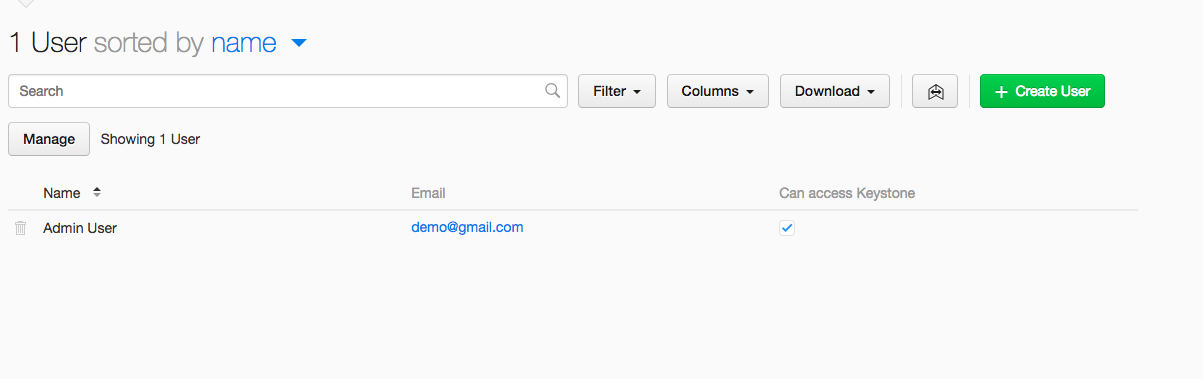 1 User sorted by name
Search Filter Columns Download + Create User
Manage Showing 1 User
Name Email Can access Keystone
Admin User demo@gmail.com